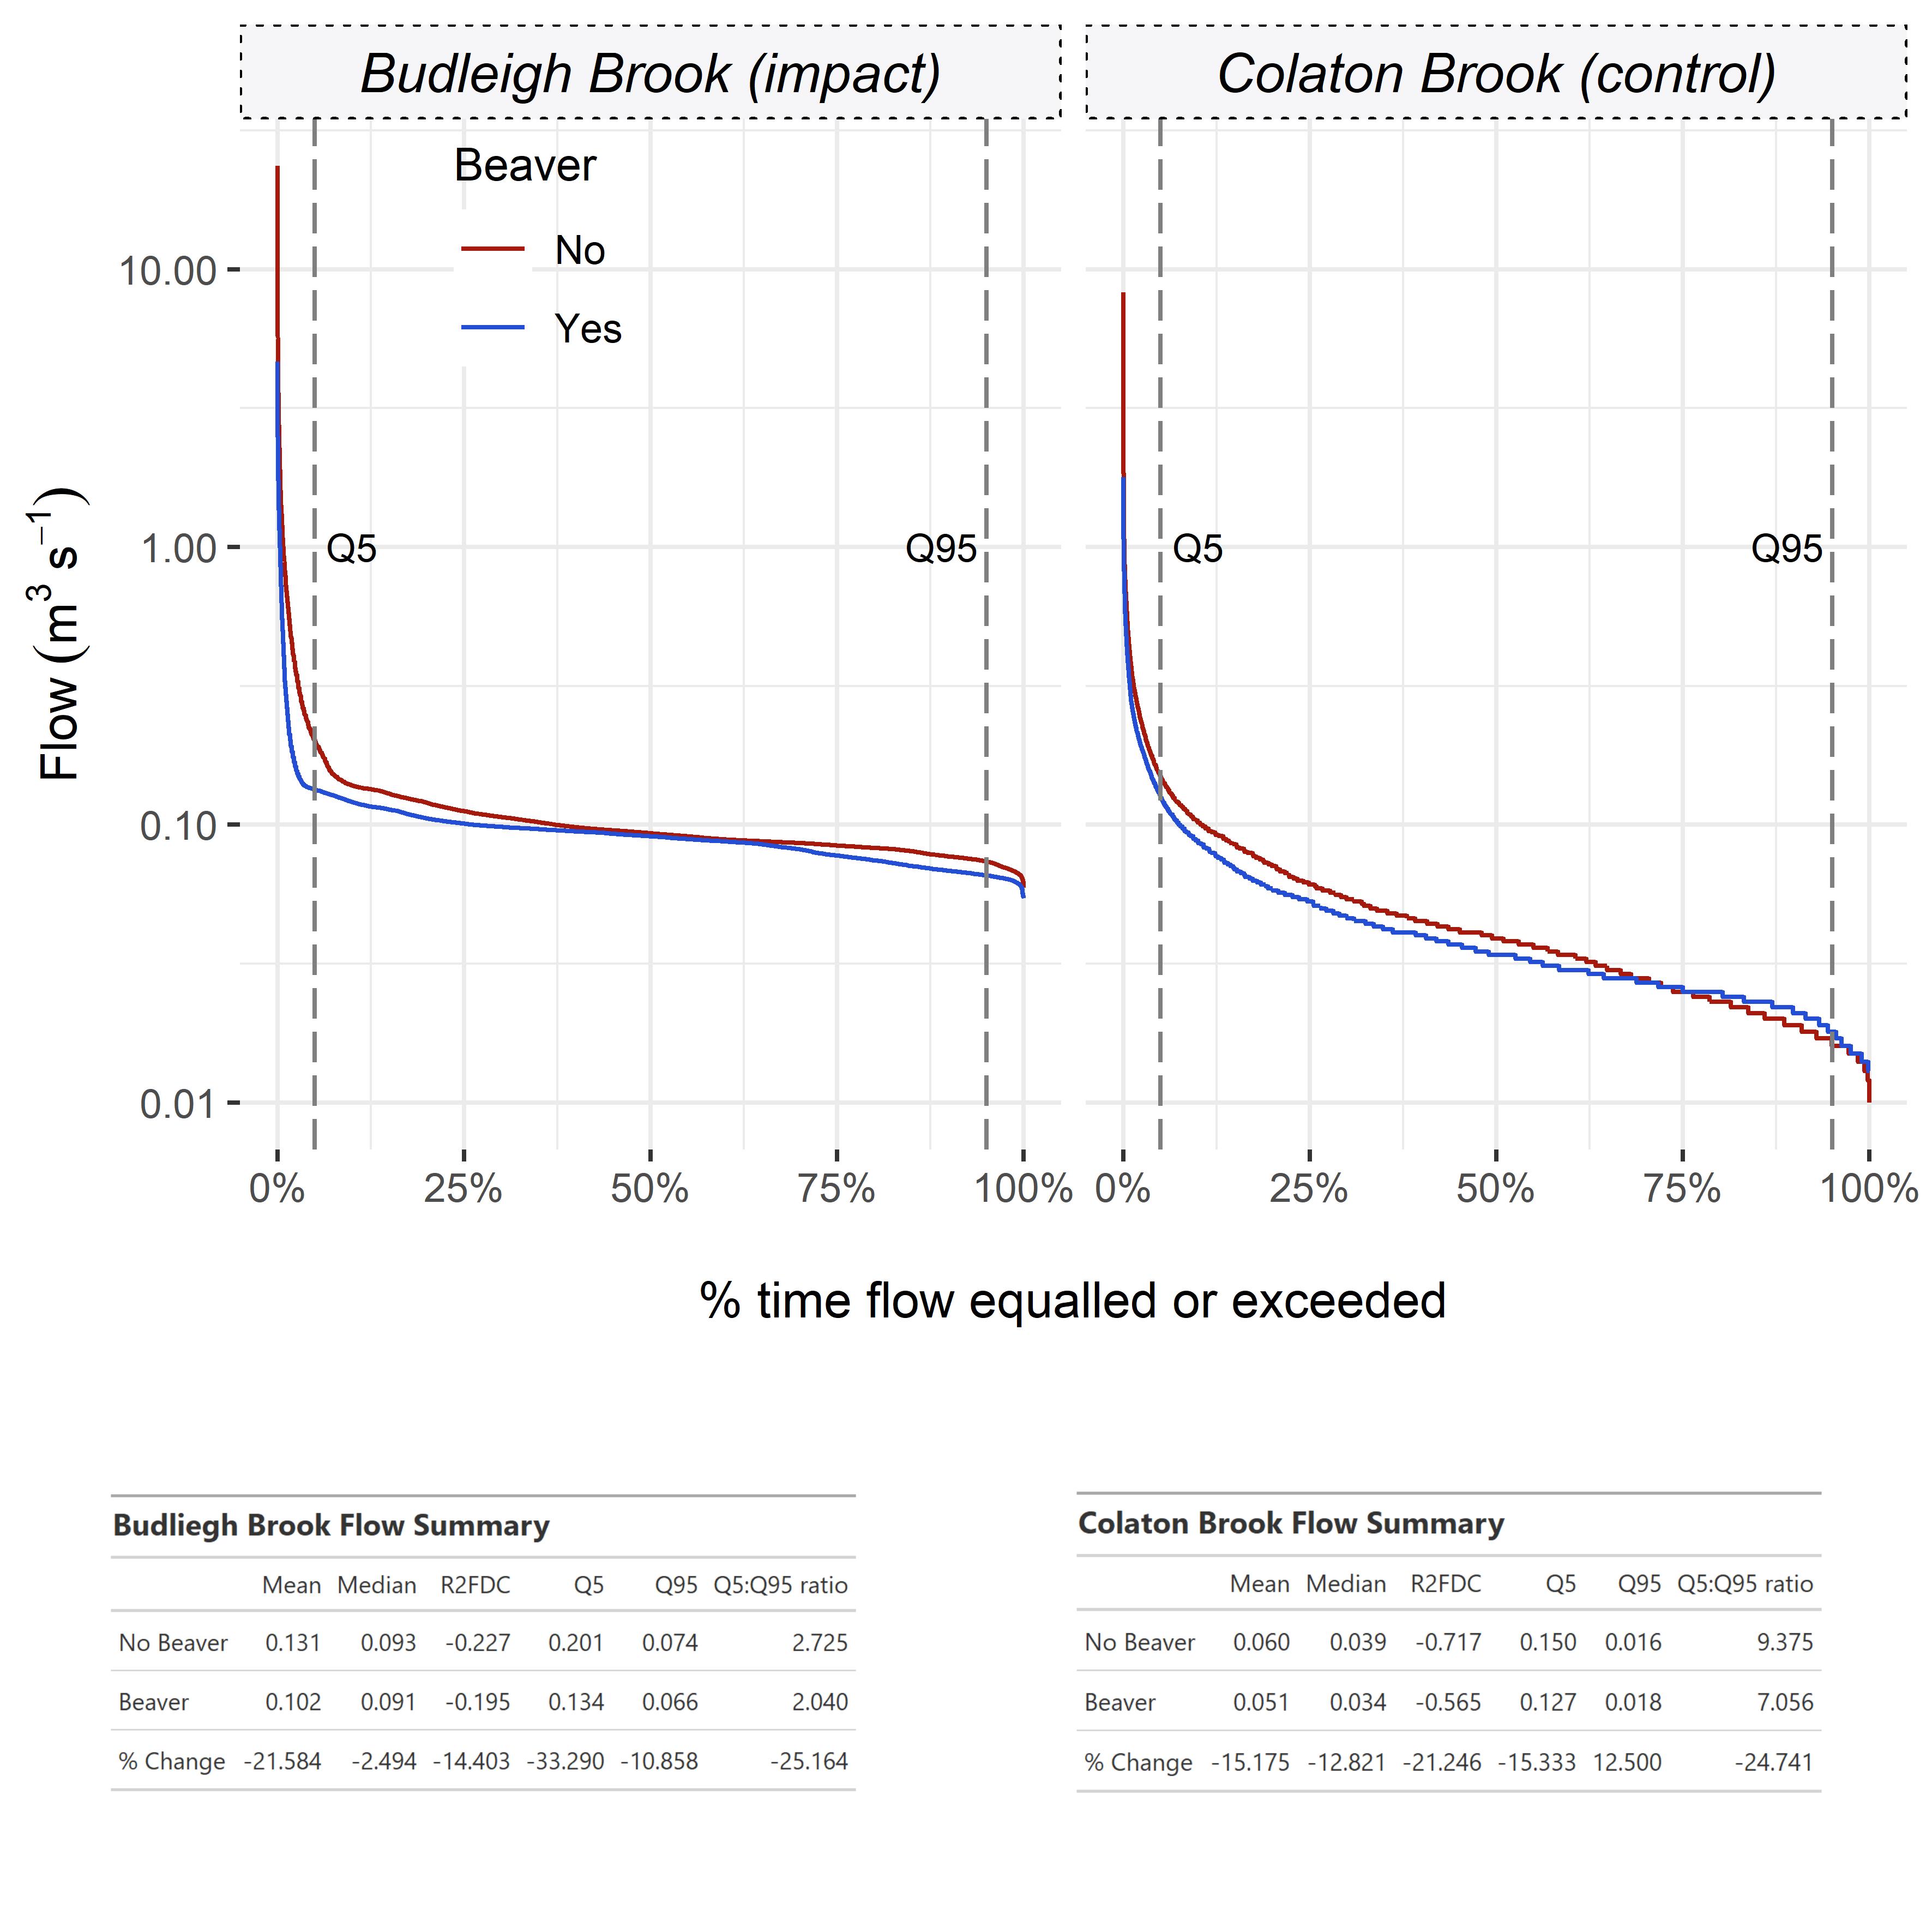 Budleigh Brook (impact)
Colaton Brook (control)
Beaver
No
Yes
10.00
1.00
0.10
0.01
Flow (m³ s⁻¹)
Q5
Q95
Q5
Q95
0% 25% 50% 75% 100%
0% 25% 50% 75% 100%
% time flow equalled or exceeded
Budliegh Brook Flow Summary
Mean Median R2FDC Q5 Q95 Q5:Q95 ratio
No Beaver 0.131 0.093 -0.227 0.201 0.074 2.725
Beaver 0.102 0.091 -0.195 0.134 0.066 2.040
% Change -21.584 -2.494 -14.403 -33.290 -10.858 -25.164
Colaton Brook Flow Summary
Mean Median R2FDC Q5 Q95 Q5:Q95 ratio
No Beaver 0.060 0.039 -0.717 0.150 0.016 9.375
Beaver 0.051 0.034 -0.565 0.127 0.018 7.056
% Change -15.175 -12.821 -21.246 -15.333 12.500 -24.741